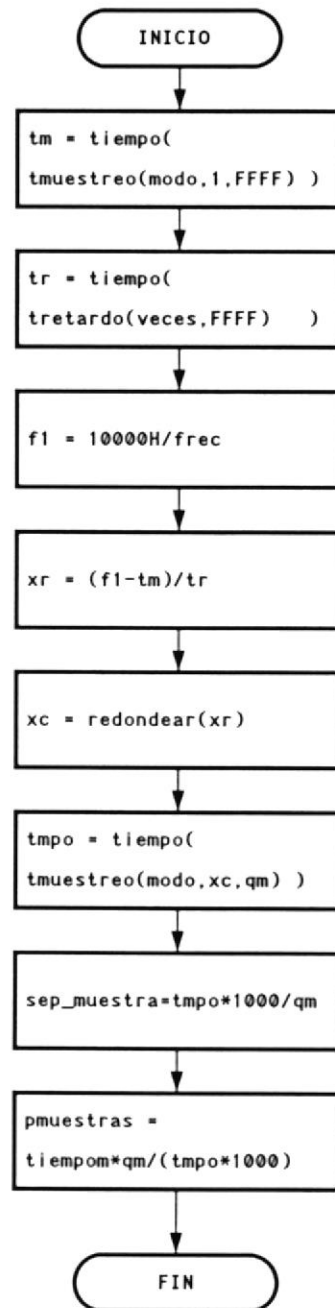 INICIO
tm = tiempo(
tmuestreo(modo,1,FFFF) )
tr = tiempo(
tretardo(veces,FFFF) )
f1 = 10000H/frec
xr = (f1-tm)/tr
xc = redondear(xr)
tmpo = tiempo(
tmuestreo(modo,xc,qm) )
sep_muestra=tmpo*1000/qm
pmuestras =
tiempom*qm/(tmpo*1000)
FIN